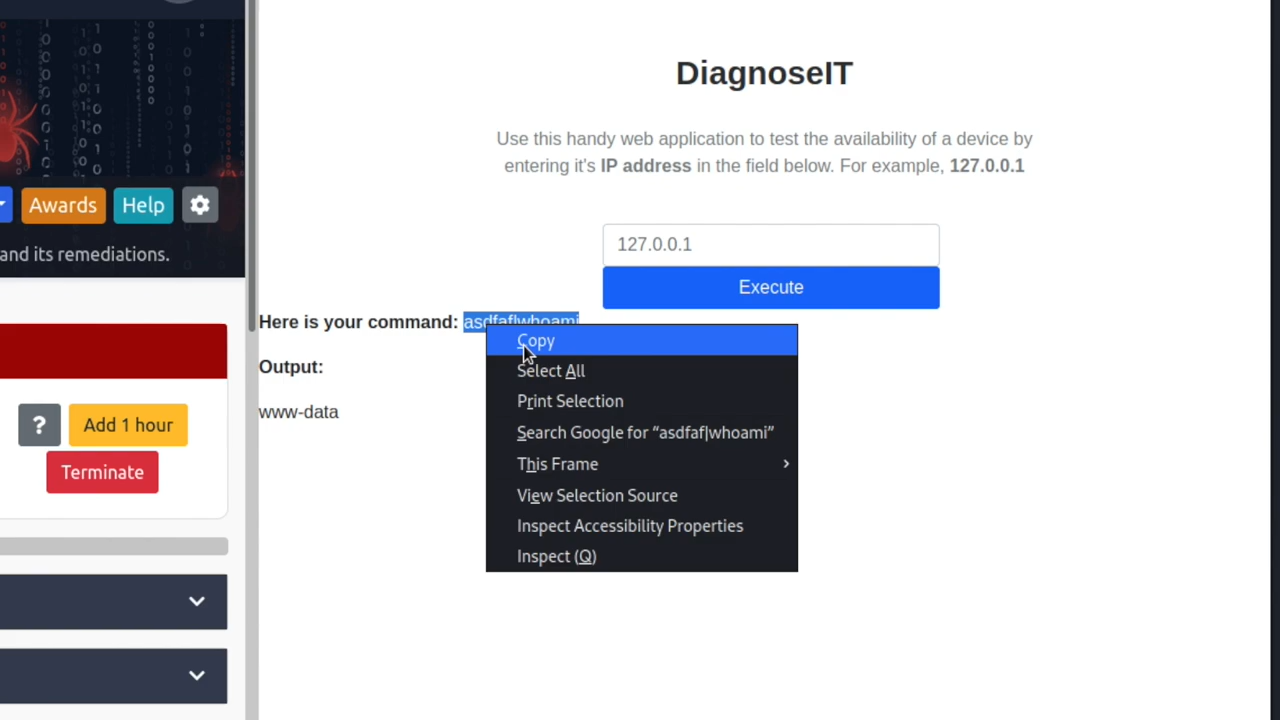 DiagnoseIT
Use this handy web application to test the availability of a device by
entering it's IP address in the field below. For example, 127.0.0.1
127.0.0.1
Execute
Awards
Help
and its remediations.
Here is your command: asdfaf|whoami
Output:
www-data
Copy
Select All
Print Selection
Search Google for “asdfaf|whoami”
This Frame
View Selection Source
Inspect Accessibility Properties
Inspect (Q)
?
Add 1 hour
Terminate